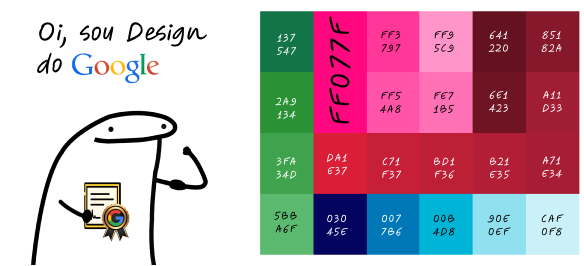 Oi, sou Design
do Google
137
547
FF077F
FF3
797
FF9
5C9
641
220
851
82A
2A9
134
FF5
4A8
FE7
1B5
6E1
423
A11
D33
3FA
34D
DA1
E37
C71
F37
BD1
F36
B21
E35
A71
E34
5BB
A6F
030
45E
007
7B6
00B
4D8
90E
0EF
CAF
0F8
G